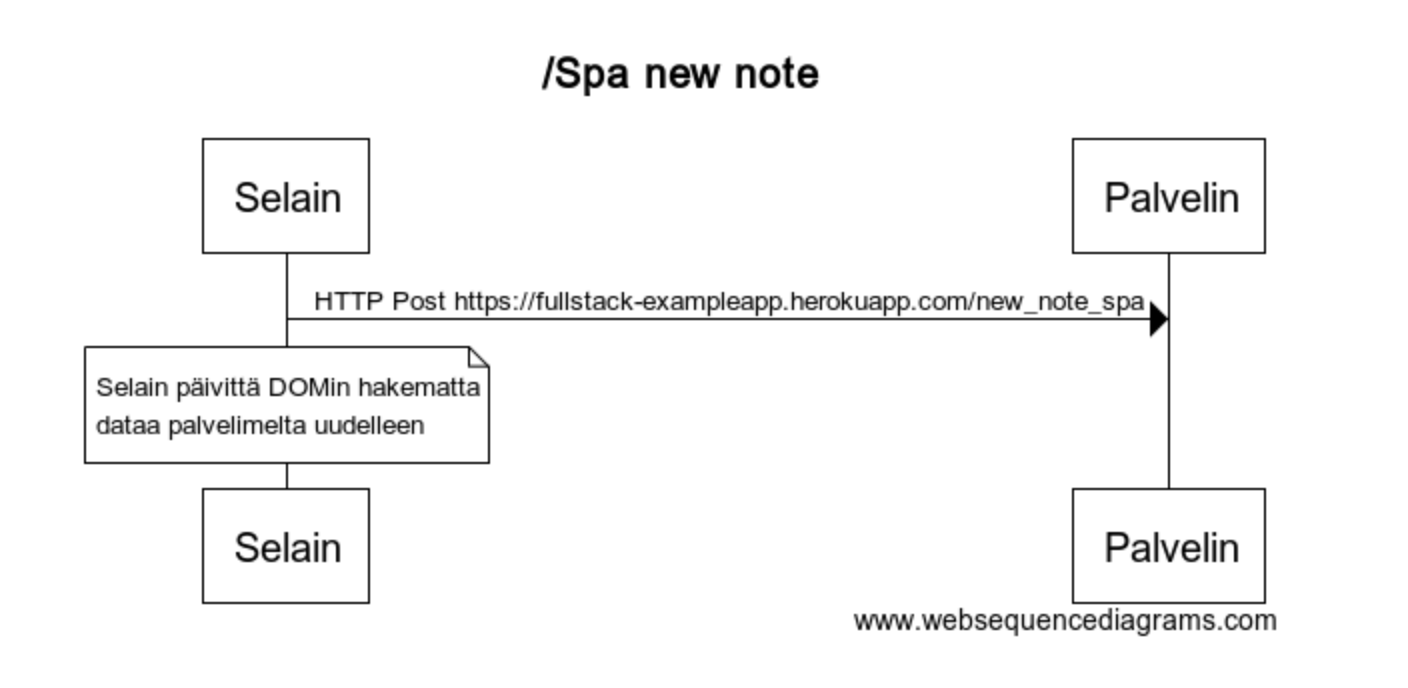 /Spa new note
Selain
Palvelin
HTTP Post https://fullstack-exampleapp.herokuapp.com/new_note_spa
Selain päivittä DOMin hakematta
dataa palvelimelta uudelleen
Selain
Palvelin
www.websequencediagrams.com